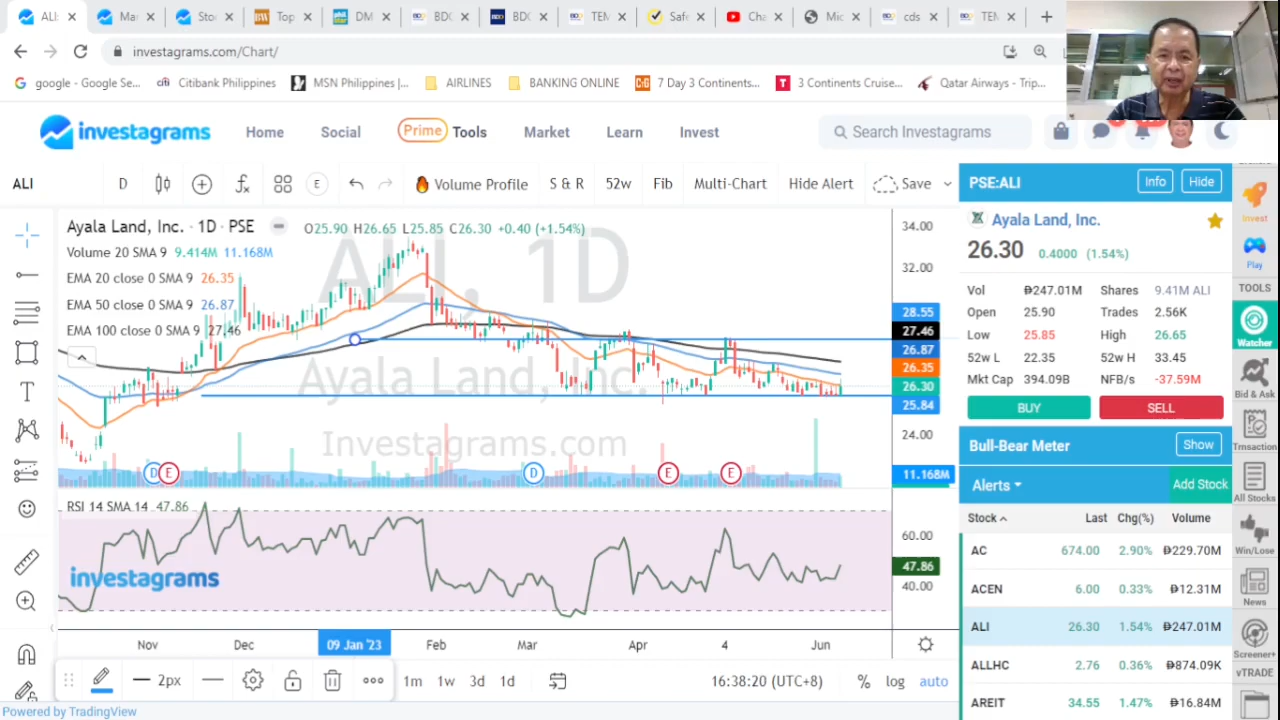 ALI: Ma Sto Top DM BDO BDC TEM Safe Cha Mic cds TEM
investagrams.com/Chart/
google - Google Se... Citibank Philippines MSN Philippines |... AIRLINES BANKING ONLINE 7 Day 3 Continents... 3 Continents Cruise... Qatar Airways - Trip...
investagrams Home Social Prime Tools Market Learn Invest Search Investagrams
ALI D E Volume Profile S & R 52w Fib Multi-Chart Hide Alert Save
PSE:ALI Info Hide
Ayala Land, Inc. · 1D · PSE O25.90 H26.65 L25.85 C26.30 +0.40 (+1.54%)
Volume 20 SMA 9 9.414M 11.168M
EMA 20 close 0 SMA 9 26.35
EMA 50 close 0 SMA 9 26.87
EMA 100 close 0 SMA 9 27.46
ALI, 1D
Ayala Land, Inc.
Investagrams.com
34.00
32.00
28.55
27.46
26.87
26.35
26.30
25.84
24.00
11.168M
D E D E E
RSI 14 SMA 14 47.86
60.00
47.86
40.00
investagrams
Nov Dec 09 Jan '23 Feb Mar Apr 4 Jun
2px 1m 1w 3d 1d 16:38:20 (UTC+8) % log auto
Powered by TradingView
Ayala Land, Inc.
26.30 0.4000 (1.54%)
Vol ₱247.01M Shares 9.41M ALI
Open 25.90 Trades 2.56K
Low 25.85 High 26.65
52w L 22.35 52w H 33.45
Mkt Cap 394.09B NFB/s -37.59M
BUY SELL
Bull-Bear Meter Show
Alerts Add Stock
Stock Last Chg(%) Volume
AC 674.00 2.90% ₱229.70M
ACEN 6.00 0.33% ₱12.31M
ALI 26.30 1.54% ₱247.01M
ALLHC 2.76 0.36% ₱874.09K
AREIT 34.55 1.47% ₱16.84M
Invest
Play
TOOLS
Watcher
Bid & Ask
Trnsaction
All Stocks
Win/Lose
News
Screener+
vTRADE